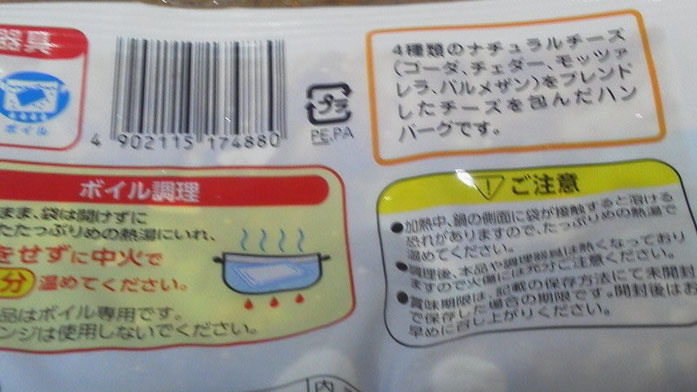 器具
ボイル
4 902115 174880
プラ
PE,PA
4種類のナチュラルチーズ
(ゴーダ、チェダー、モッツァ
レラ、パルメザン)をブレンド
したチーズを包んだハン
バーグです。
ボイル調理
まま、袋は開けずに
たたっぷりめの熱湯にいれ、
をせずに中火で
分 温めてください。
品はボイル専用です。
ンジは使用しないでください。
ご注意
●加熱中、鍋の側面に袋が接触すると溶ける
恐れがありますので、たっぷりめの熱湯で
温めてください。
●調理後、本品や調理器具は熱くなっており
ますので火傷には充分ご注意ください。
●賞味期限は、記載の保存方法にて未開封
で保存した場合の期限です。開封後はお
早めに召し上がりください。
内